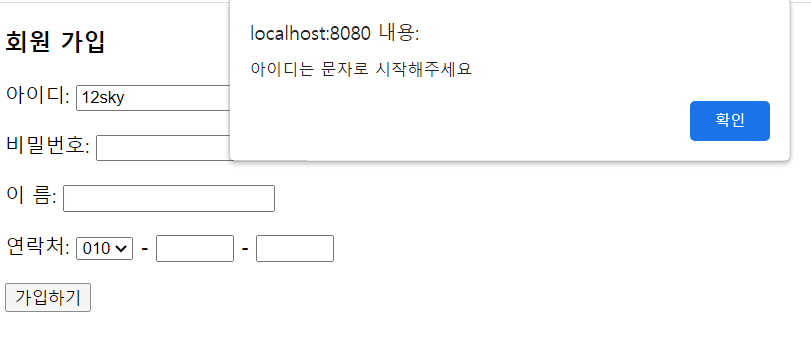 회원 가입
localhost:8080 내용:
아이디는 문자로 시작해주세요
확인
아이디: 12sky
비밀번호:
이 름:
연락처: 010 - -
가입하기